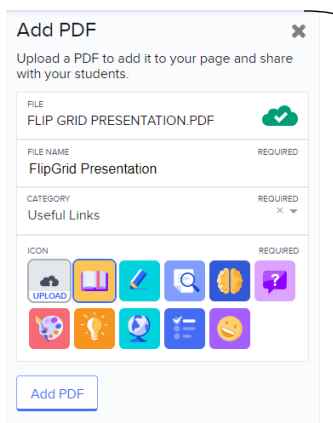 Add PDF
Upload a PDF to add it to your page and share
with your students.
FILE
FLIP GRID PRESENTATION.PDF
FILE NAME REQUIRED
FlipGrid Presentation
CATEGORY REQUIRED
Useful Links
ICON REQUIRED
UPLOAD
?
Add PDF